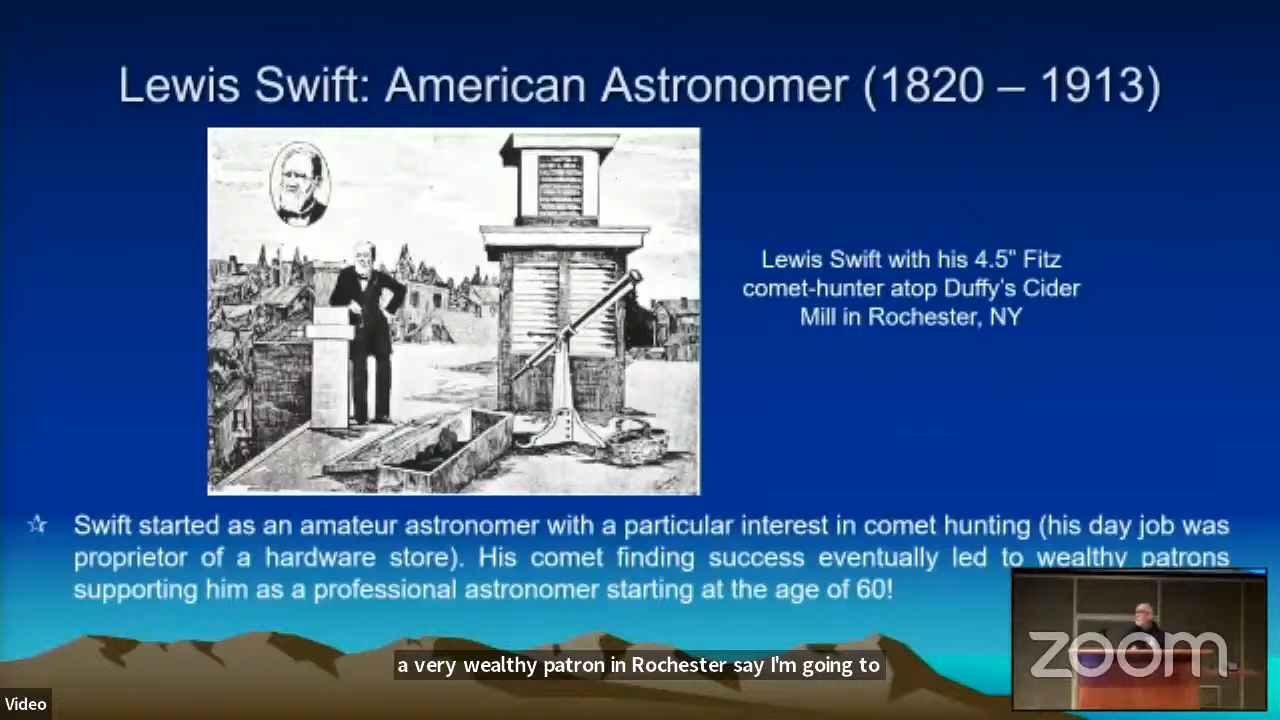 Lewis Swift: American Astronomer (1820 – 1913)
Lewis Swift with his 4.5" Fitz
comet-hunter atop Duffy's Cider
Mill in Rochester, NY
☆ Swift started as an amateur astronomer with a particular interest in comet hunting (his day job was
proprietor of a hardware store). His comet finding success eventually led to wealthy patrons
supporting him as a professional astronomer starting at the age of 60!
a very wealthy patron in Rochester say I'm going to
zoom
Video